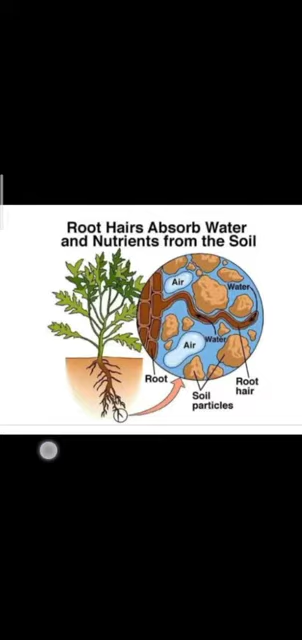 Root Hairs Absorb Water
and Nutrients from the Soil
Air
Water
Water
Air
Root
Root
hair
Soil
particles